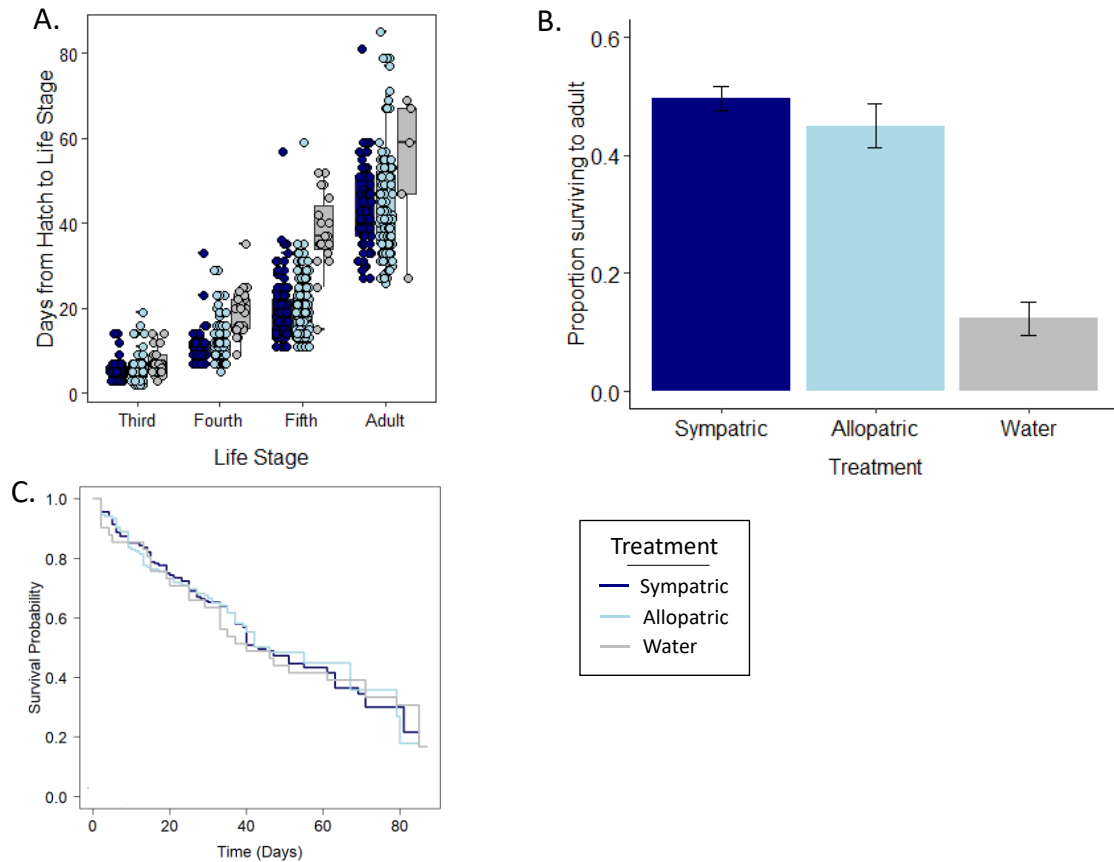 A.
Days from Hatch to Life Stage
80
60
40
20
0
Third Fourth Fifth Adult
Life Stage
B.
Proportion surviving to adult
0.6
0.4
0.2
0.0
Sympatric Allopatric Water
Treatment
C.
Survival Probability
1.0
0.8
0.6
0.4
0.2
0.0
0 20 40 60 80
Time (Days)
Treatment
Sympatric
Allopatric
Water